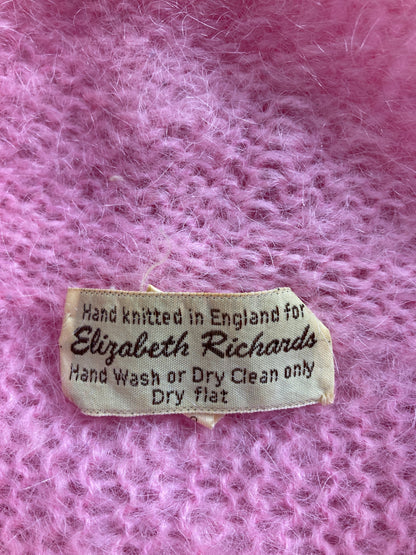 Hand knitted in England for
Elizabeth Richards
Hand Wash or Dry Clean only
Dry flat